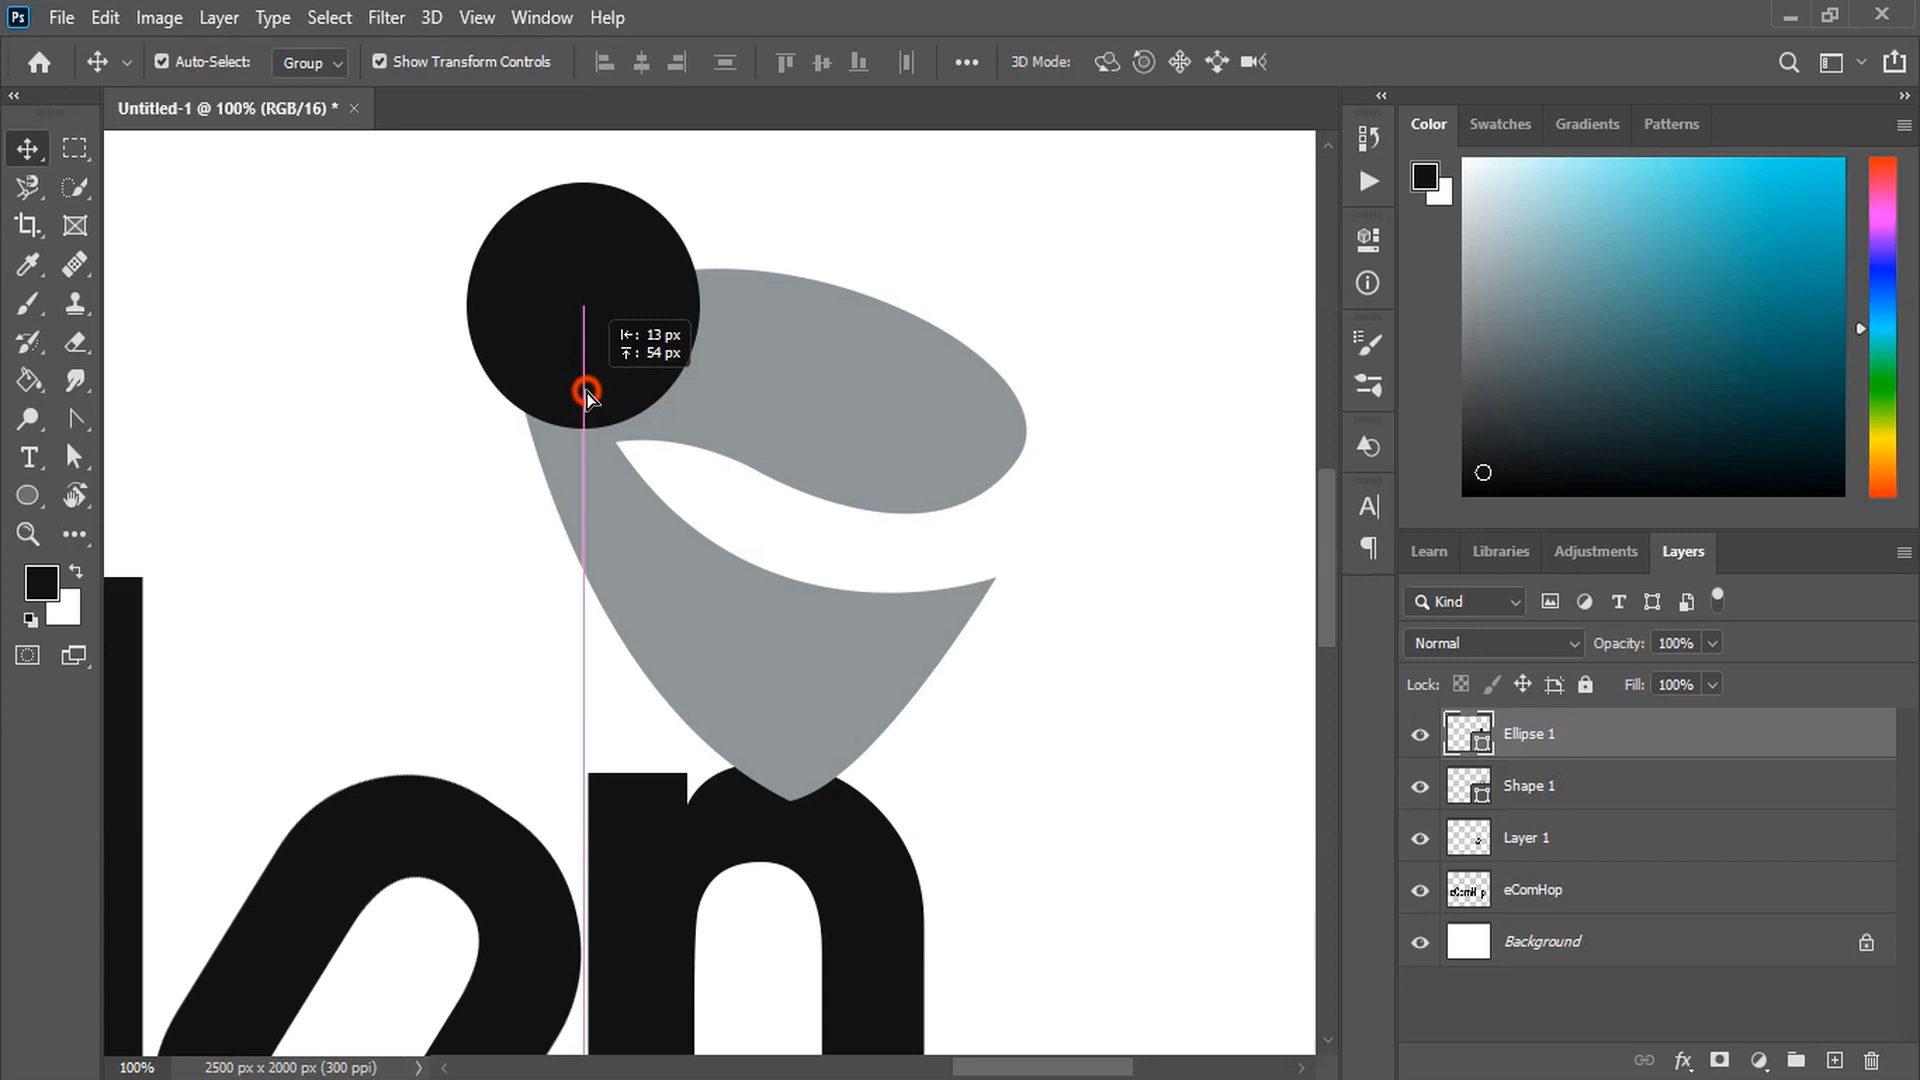 Ps File Edit Image Layer Type Select Filter 3D View Window Help
Auto-Select: Group Show Transform Controls 3D Mode:
Untitled-1 @ 100% (RGB/16) *
Color Swatches Gradients Patterns
13 px
54 px
Learn Libraries Adjustments Layers
Kind
Normal Opacity: 100%
Lock: Fill: 100%
Ellipse 1
Shape 1
Layer 1
eComHop
Background
100% 2500 px x 2000 px (300 ppi)